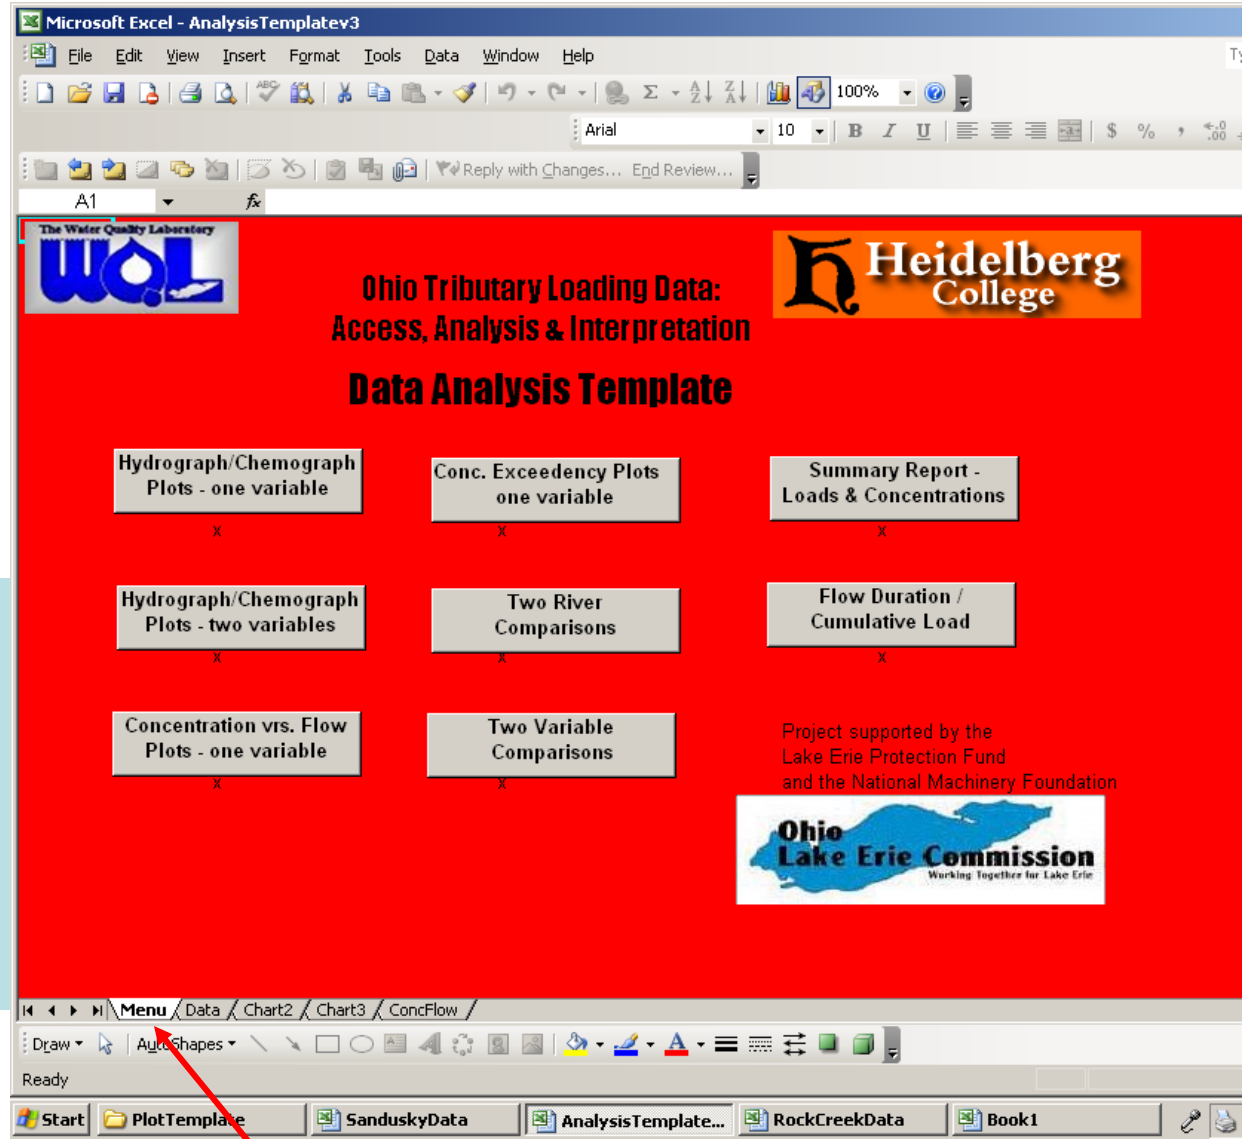 Microsoft Excel - AnalysisTemplatev3
File Edit View Insert Format Tools Data Window Help
100%
Arial 10 B I U $ % , .00
Reply with Changes... End Review...
A1 fx
The Water Quality Laboratory
WQL
Heidelberg
College
Ohio Tributary Loading Data:
Access, Analysis & Interpretation
Data Analysis Template
Hydrograph/Chemograph
Plots - one variable
X
Conc. Exceedency Plots
one variable
X
Summary Report -
Loads & Concentrations
X
Hydrograph/Chemograph
Plots - two variables
X
Two River
Comparisons
X
Flow Duration /
Cumulative Load
X
Concentration vrs. Flow
Plots - one variable
X
Two Variable
Comparisons
X
Project supported by the
Lake Erie Protection Fund
and the National Machinery Foundation
Ohio
Lake Erie Commission
Working Together for Lake Erie
Menu Data Chart2 Chart3 ConcFlow
Draw AutoShapes
Ready
Start PlotTemplate SanduskyData AnalysisTemplate... RockCreekData Book1